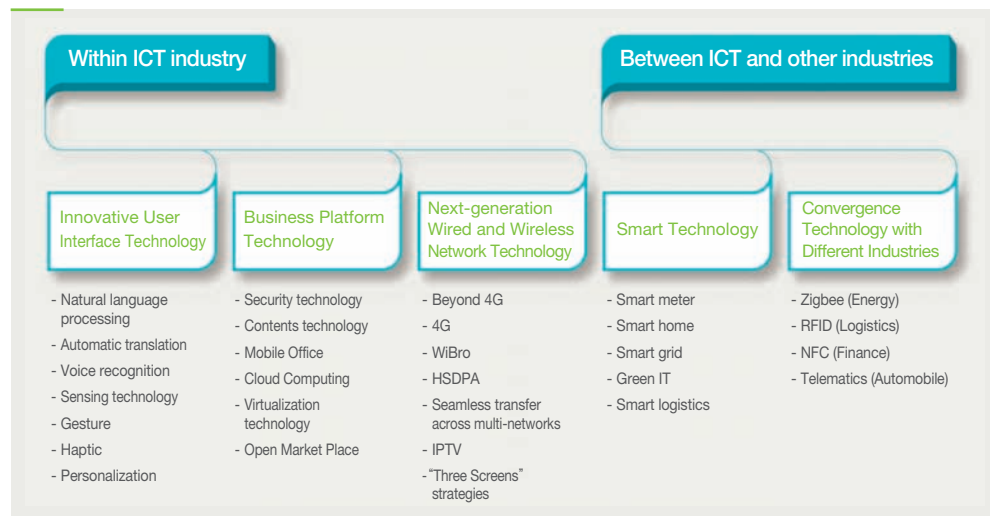 Within ICT industry
Between ICT and other industries
Innovative User
Interface Technology
- Natural language
processing
- Automatic translation
- Voice recognition
- Sensing technology
- Gesture
- Haptic
- Personalization
Business Platform
Technology
- Security technology
- Contents technology
- Mobile Office
- Cloud Computing
- Virtualization
technology
- Open Market Place
Next-generation
Wired and Wireless
Network Technology
- Beyond 4G
- 4G
- WiBro
- HSDPA
- Seamless transfer
across multi-networks
- IPTV
- “Three Screens”
strategies
Smart Technology
- Smart meter
- Smart home
- Smart grid
- Green IT
- Smart logistics
Convergence
Technology with
Different Industries
- Zigbee (Energy)
- RFID (Logistics)
- NFC (Finance)
- Telematics (Automobile)